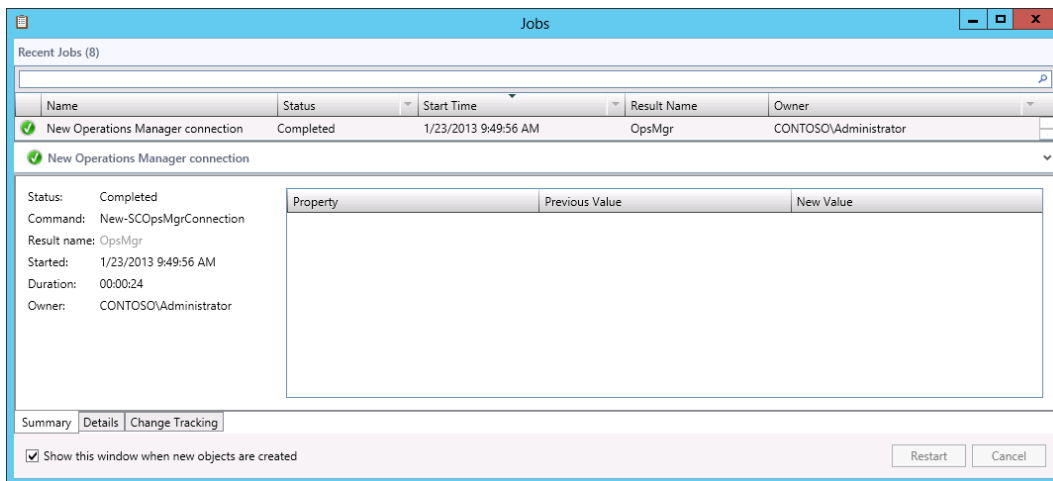 Jobs
Recent Jobs (8)
Name Status Start Time Result Name Owner
New Operations Manager connection Completed 1/23/2013 9:49:56 AM OpsMgr CONTOSO\Administrator
New Operations Manager connection
Status: Completed
Command: New-SCOpsMgrConnection
Result name: OpsMgr
Started: 1/23/2013 9:49:56 AM
Duration: 00:00:24
Owner: CONTOSO\Administrator
Property Previous Value New Value
Summary Details Change Tracking
Show this window when new objects are created
Restart Cancel